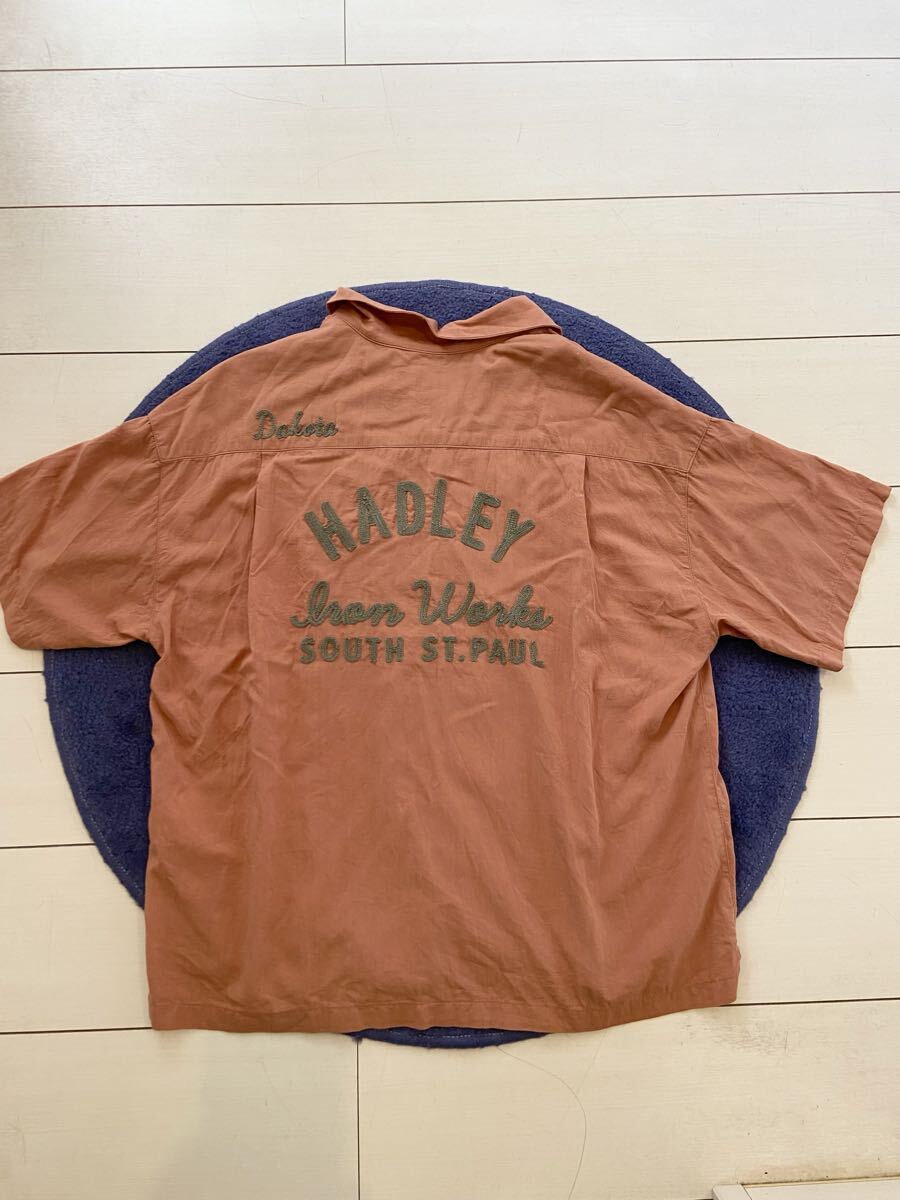 Dakota
HADLEY
Iron Works
SOUTH ST.PAUL